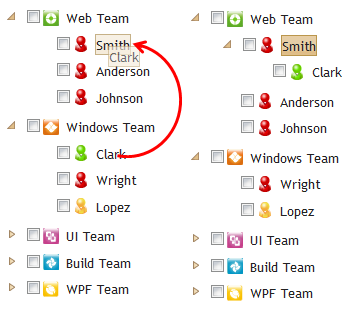 Web Team
Smith
Clark
Anderson
Johnson
Windows Team
Clark
Wright
Lopez
UI Team
Build Team
WPF Team
Web Team
Smith
Clark
Anderson
Johnson
Windows Team
Wright
Lopez
UI Team
Build Team
WPF Team